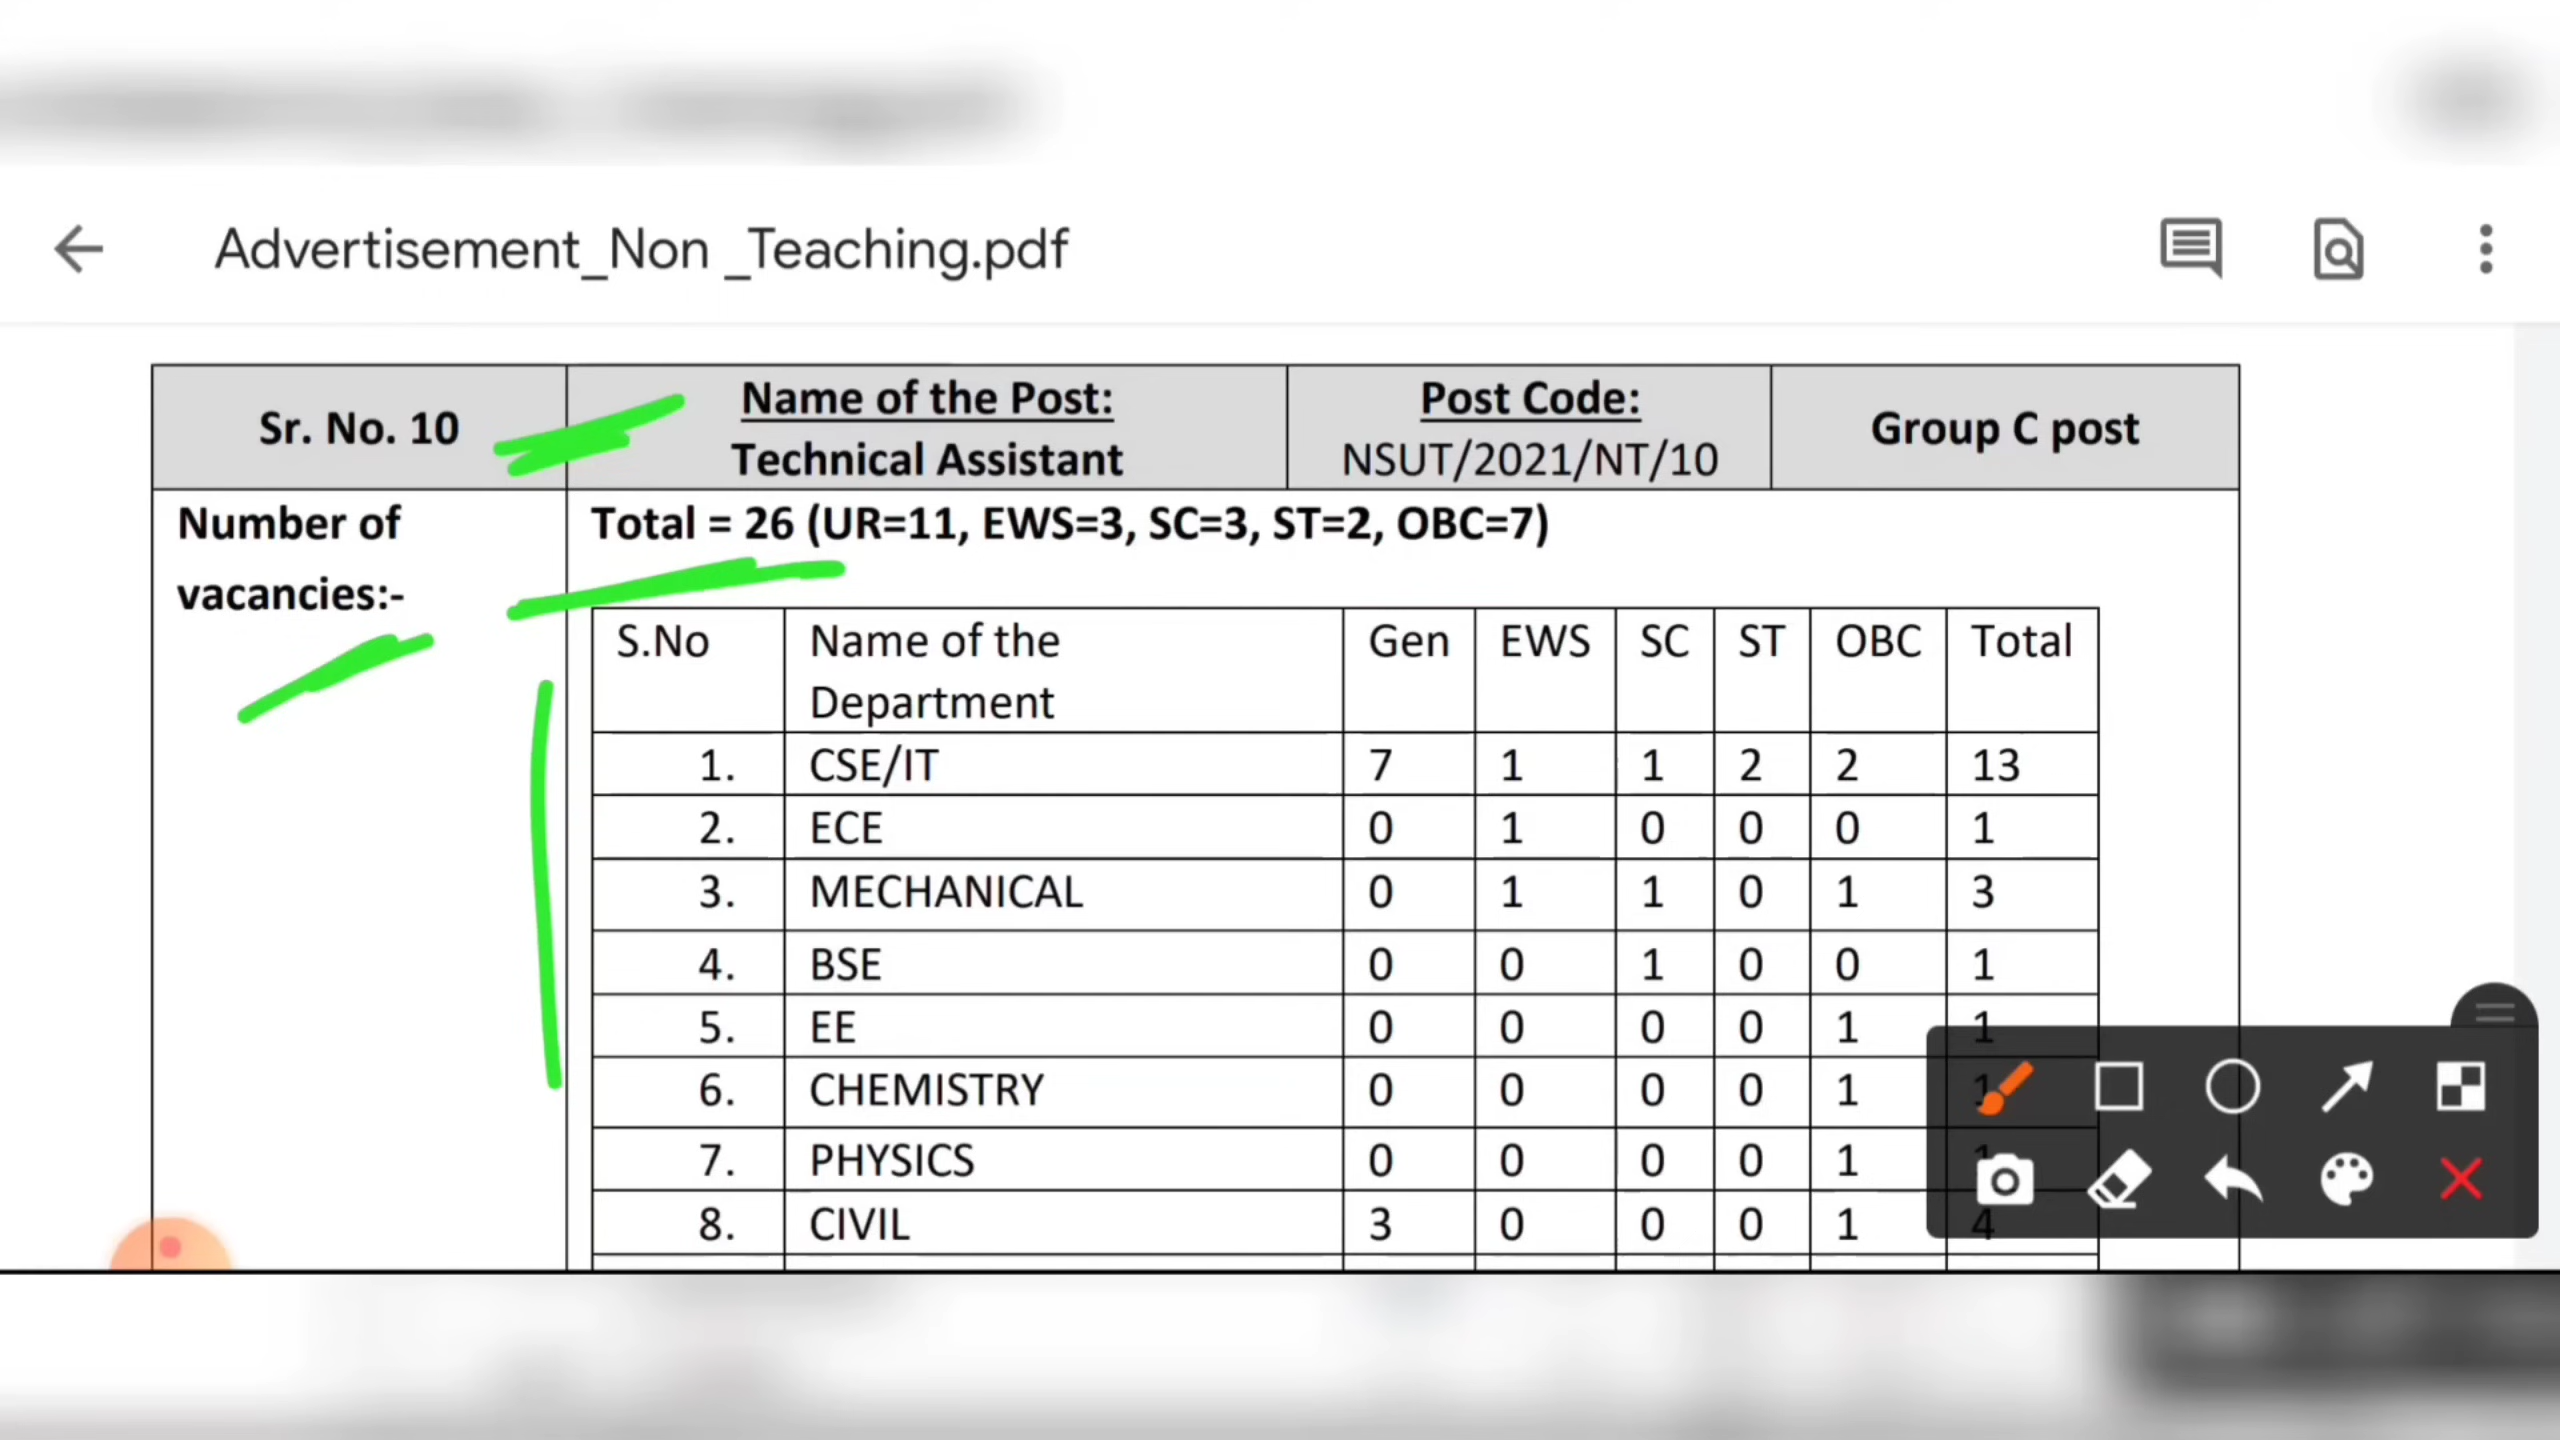 Advertisement_Non _Teaching.pdf
Sr. No. 10
Name of the Post:
Technical Assistant
Post Code:
NSUT/2021/NT/10
Group C post
Number of
vacancies:-
Total = 26 (UR=11, EWS=3, SC=3, ST=2, OBC=7)
S.No Name of the Gen EWS SC ST OBC Total
Department
1. CSE/IT 7 1 1 2 2 13
2. ECE 0 1 0 0 0 1
3. MECHANICAL 0 1 1 0 1 3
4. BSE 0 0 1 0 0 1
5. EE 0 0 0 0 1 1
6. CHEMISTRY 0 0 0 0 1
7. PHYSICS 0 0 0 0 1
8. CIVIL 3 0 0 0 1 4